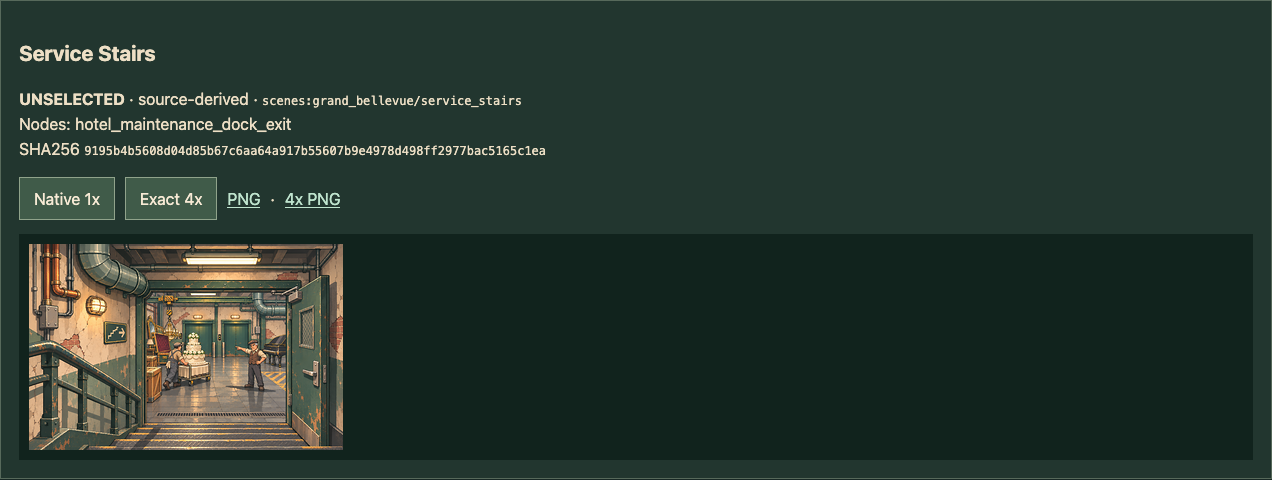 Service Stairs
UNSELECTED · source-derived · scenes:grand_bellevue/service_stairs
Nodes: hotel_maintenance_dock_exit
SHA256 9195b4b5608d04d85b67c6aa64a917b55607b9e4978d498ff2977bac5165c1ea
Native 1x Exact 4x PNG · 4x PNG